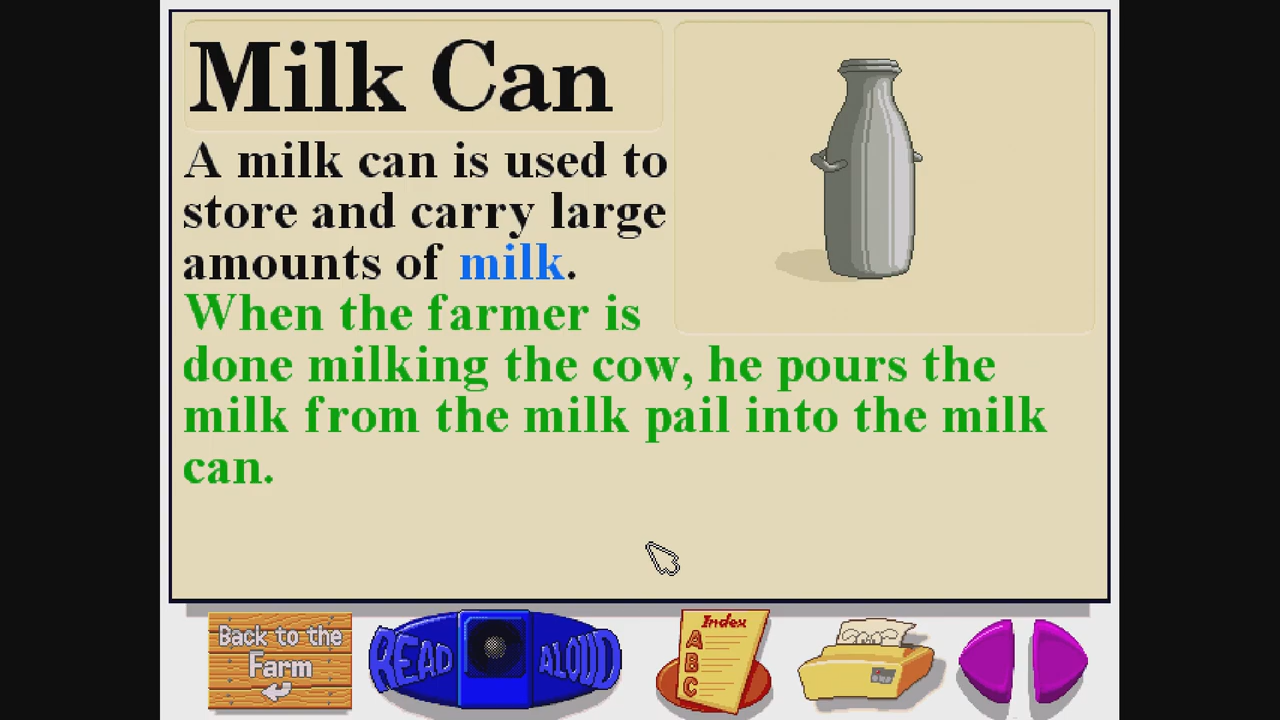 Milk Can
A milk can is used to
store and carry large
amounts of milk.
When the farmer is
done milking the cow, he pours the
milk from the milk pail into the milk
can.
Back to the
Farm
READ ALOUD
Index
A
B
C